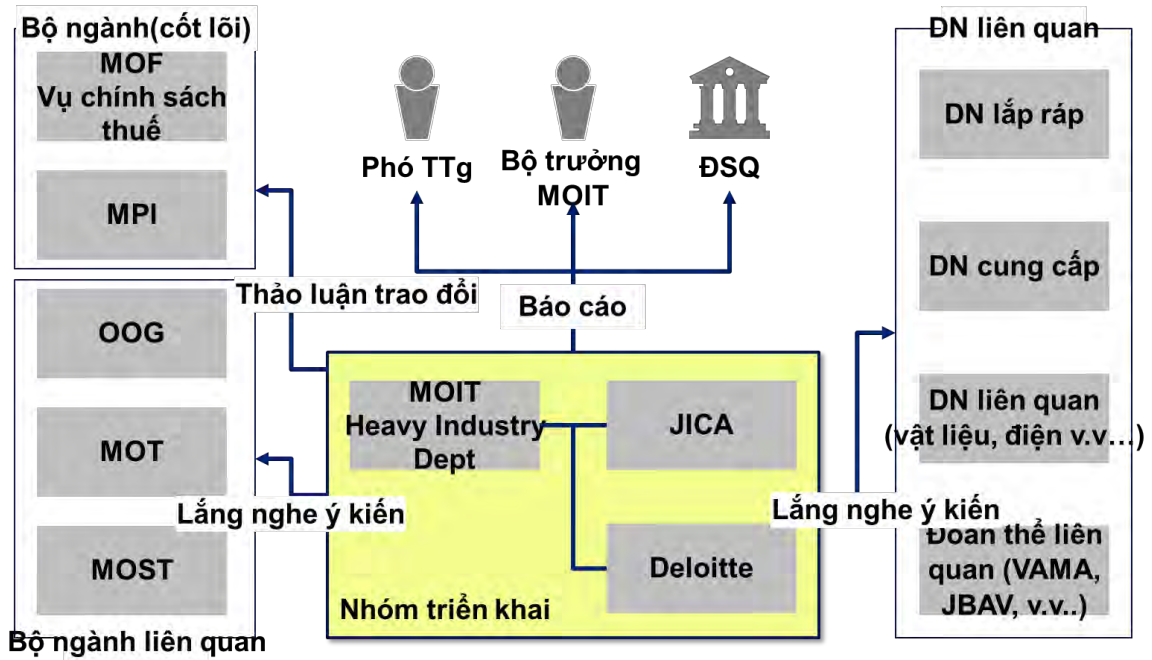 Bộ ngành(cốt lõi)
MOF
Vụ chính sách
thuế
MPI
OOG
MOT
MOST
Bộ ngành liên quan
Phó TTg
Bộ trưởng
MOIT
ĐSQ
Thảo luận trao đổi
Báo cáo
Lắng nghe ý kiến
MOIT
Heavy Industry
Dept
JICA
Deloitte
Nhóm triển khai
Lắng nghe ý kiến
DN liên quan
DN lắp ráp
DN cung cấp
DN liên quan
(vật liệu, điện v.v…)
Đoàn thể liên
quan (VAMA,
JBAV, v.v..)